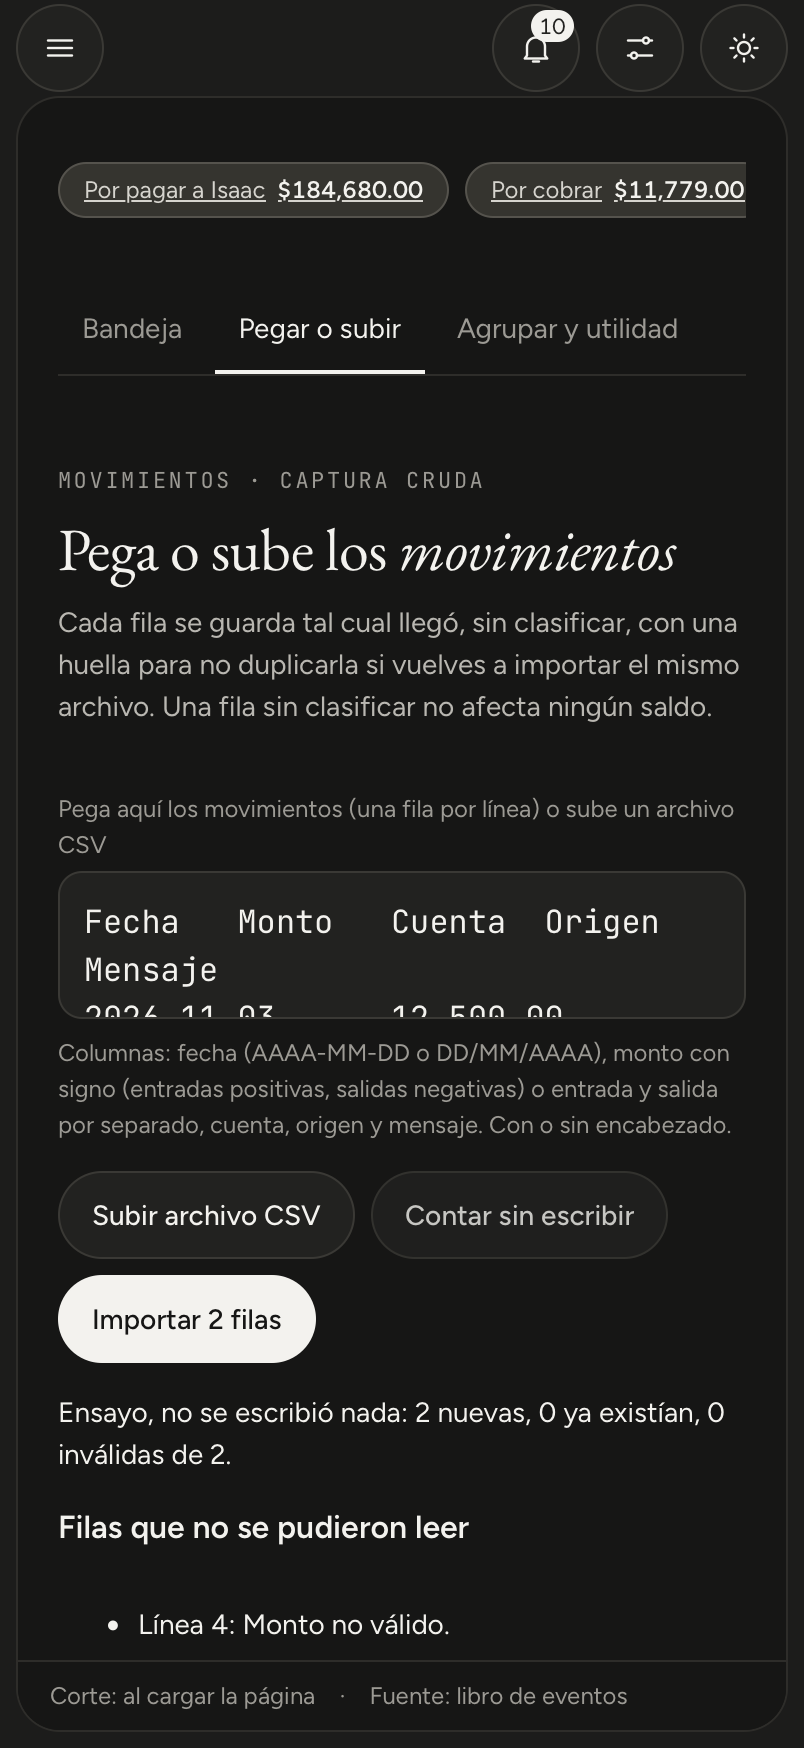 10
Por pagar a Isaac $184,680.00
Por cobrar $11,779.00
Bandeja
Pegar o subir
Agrupar y utilidad
MOVIMIENTOS · CAPTURA CRUDA
Pega o sube los movimientos
Cada fila se guarda tal cual llegó, sin clasificar, con una
huella para no duplicarla si vuelves a importar el mismo
archivo. Una fila sin clasificar no afecta ningún saldo.
Pega aquí los movimientos (una fila por línea) o sube un archivo
CSV
Fecha Monto Cuenta Origen
Mensaje
Columnas: fecha (AAAA-MM-DD o DD/MM/AAAA), monto con
signo (entradas positivas, salidas negativas) o entrada y salida
por separado, cuenta, origen y mensaje. Con o sin encabezado.
Subir archivo CSV
Contar sin escribir
Importar 2 filas
Ensayo, no se escribió nada: 2 nuevas, 0 ya existían, 0
inválidas de 2.
Filas que no se pudieron leer
• Línea 4: Monto no válido.
Corte: al cargar la página · Fuente: libro de eventos